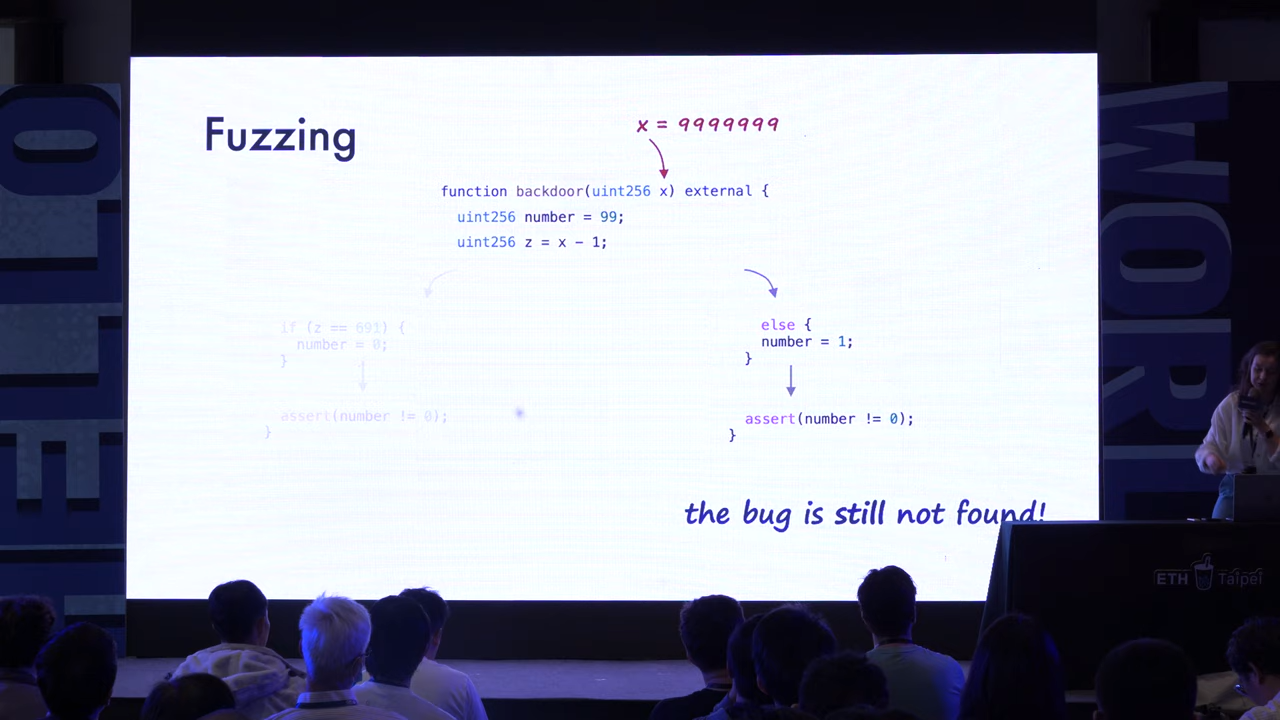 Fuzzing
x = 9999999
function backdoor(uint256 x) external {
uint256 number = 99;
uint256 z = x - 1;
if (z == 691) {
number = 0;
}
assert(number != 0);
}
else {
number = 1;
}
assert(number != 0);
}
the bug is still not found!
ETH Taipei
WORL